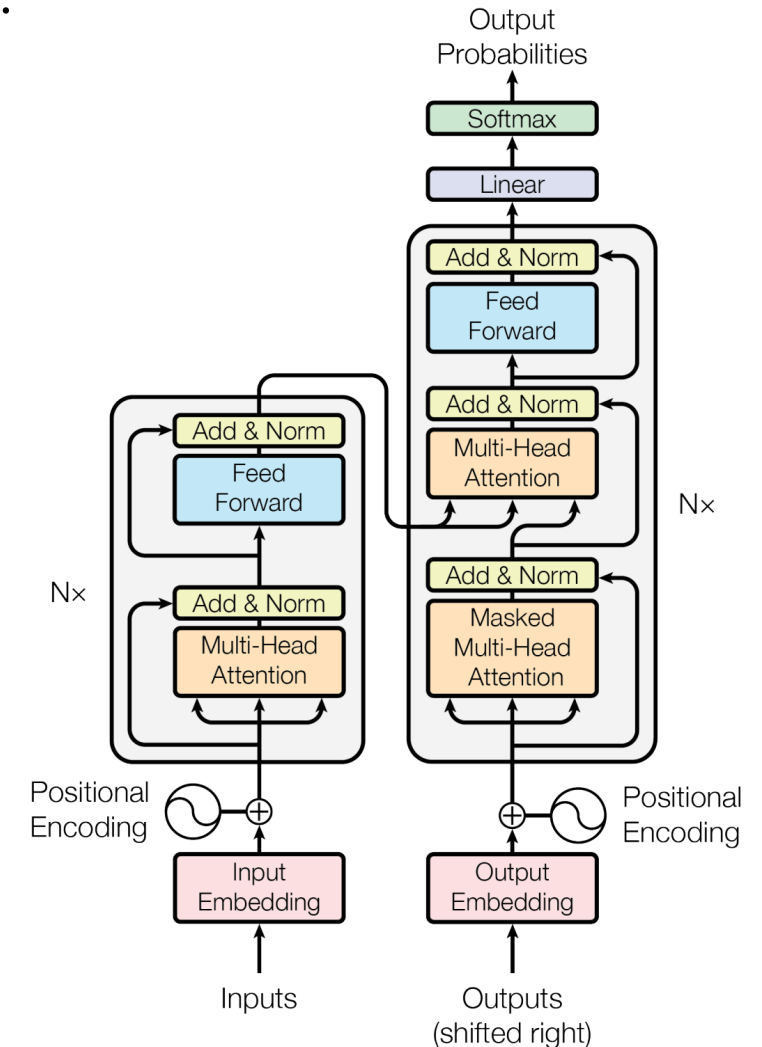 Output
Probabilities
Softmax
Linear
Add & Norm
Feed
Forward
Add & Norm
Multi-Head
Attention
Add & Norm
Masked
Multi-Head
Attention
N×
Add & Norm
Feed
Forward
Add & Norm
Multi-Head
Attention
N×
Positional
Encoding
Positional
Encoding
Input
Embedding
Output
Embedding
Inputs
Outputs
(shifted right)